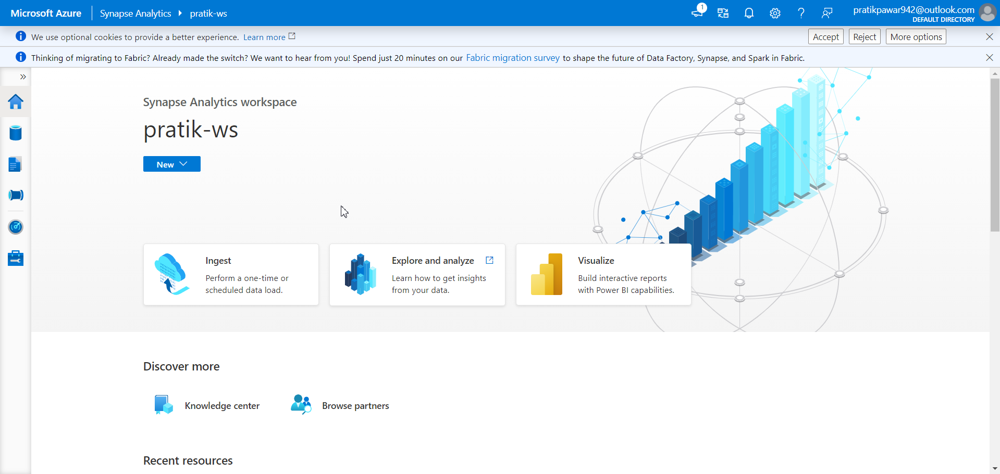 Microsoft Azure
Synapse Analytics
pratik-ws
1
pratikpawar942@outlook.com
DEFAULT DIRECTORY
We use optional cookies to provide a better experience. Learn more
Accept
Reject
More options
Thinking of migrating to Fabric? Already made the switch? We want to hear from you! Spend just 20 minutes on our Fabric migration survey to shape the future of Data Factory, Synapse, and Spark in Fabric.
Synapse Analytics workspace
pratik-ws
New
Ingest
Perform a one-time or
scheduled data load.
Explore and analyze
Learn how to get insights
from your data.
Visualize
Build interactive reports
with Power BI capabilities.
Discover more
Knowledge center
Browse partners
Recent resources